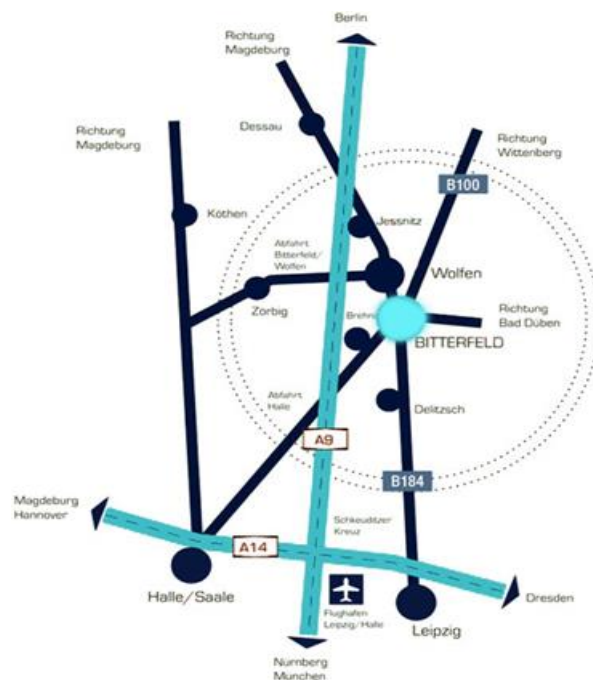 Berlin
Richtung
Magdeburg
Dessau
Richtung
Magdeburg
Richtung
Wittenberg
B100
Köthen
Jessnitz
Abfahrt
Bitterfeld/
Wolfen
Wolfen
Zorbig
Brehna
Richtung
Bad Düben
BITTERFELD
Abfahrt
Halle
Delitzsch
A9
B184
Magdeburg
Hannover
Schkeuditzer
Kreuz
A14
Halle/Saale
Flughafen
Leipzig/Halle
Dresden
Leipzig
Nürnberg
Munchen